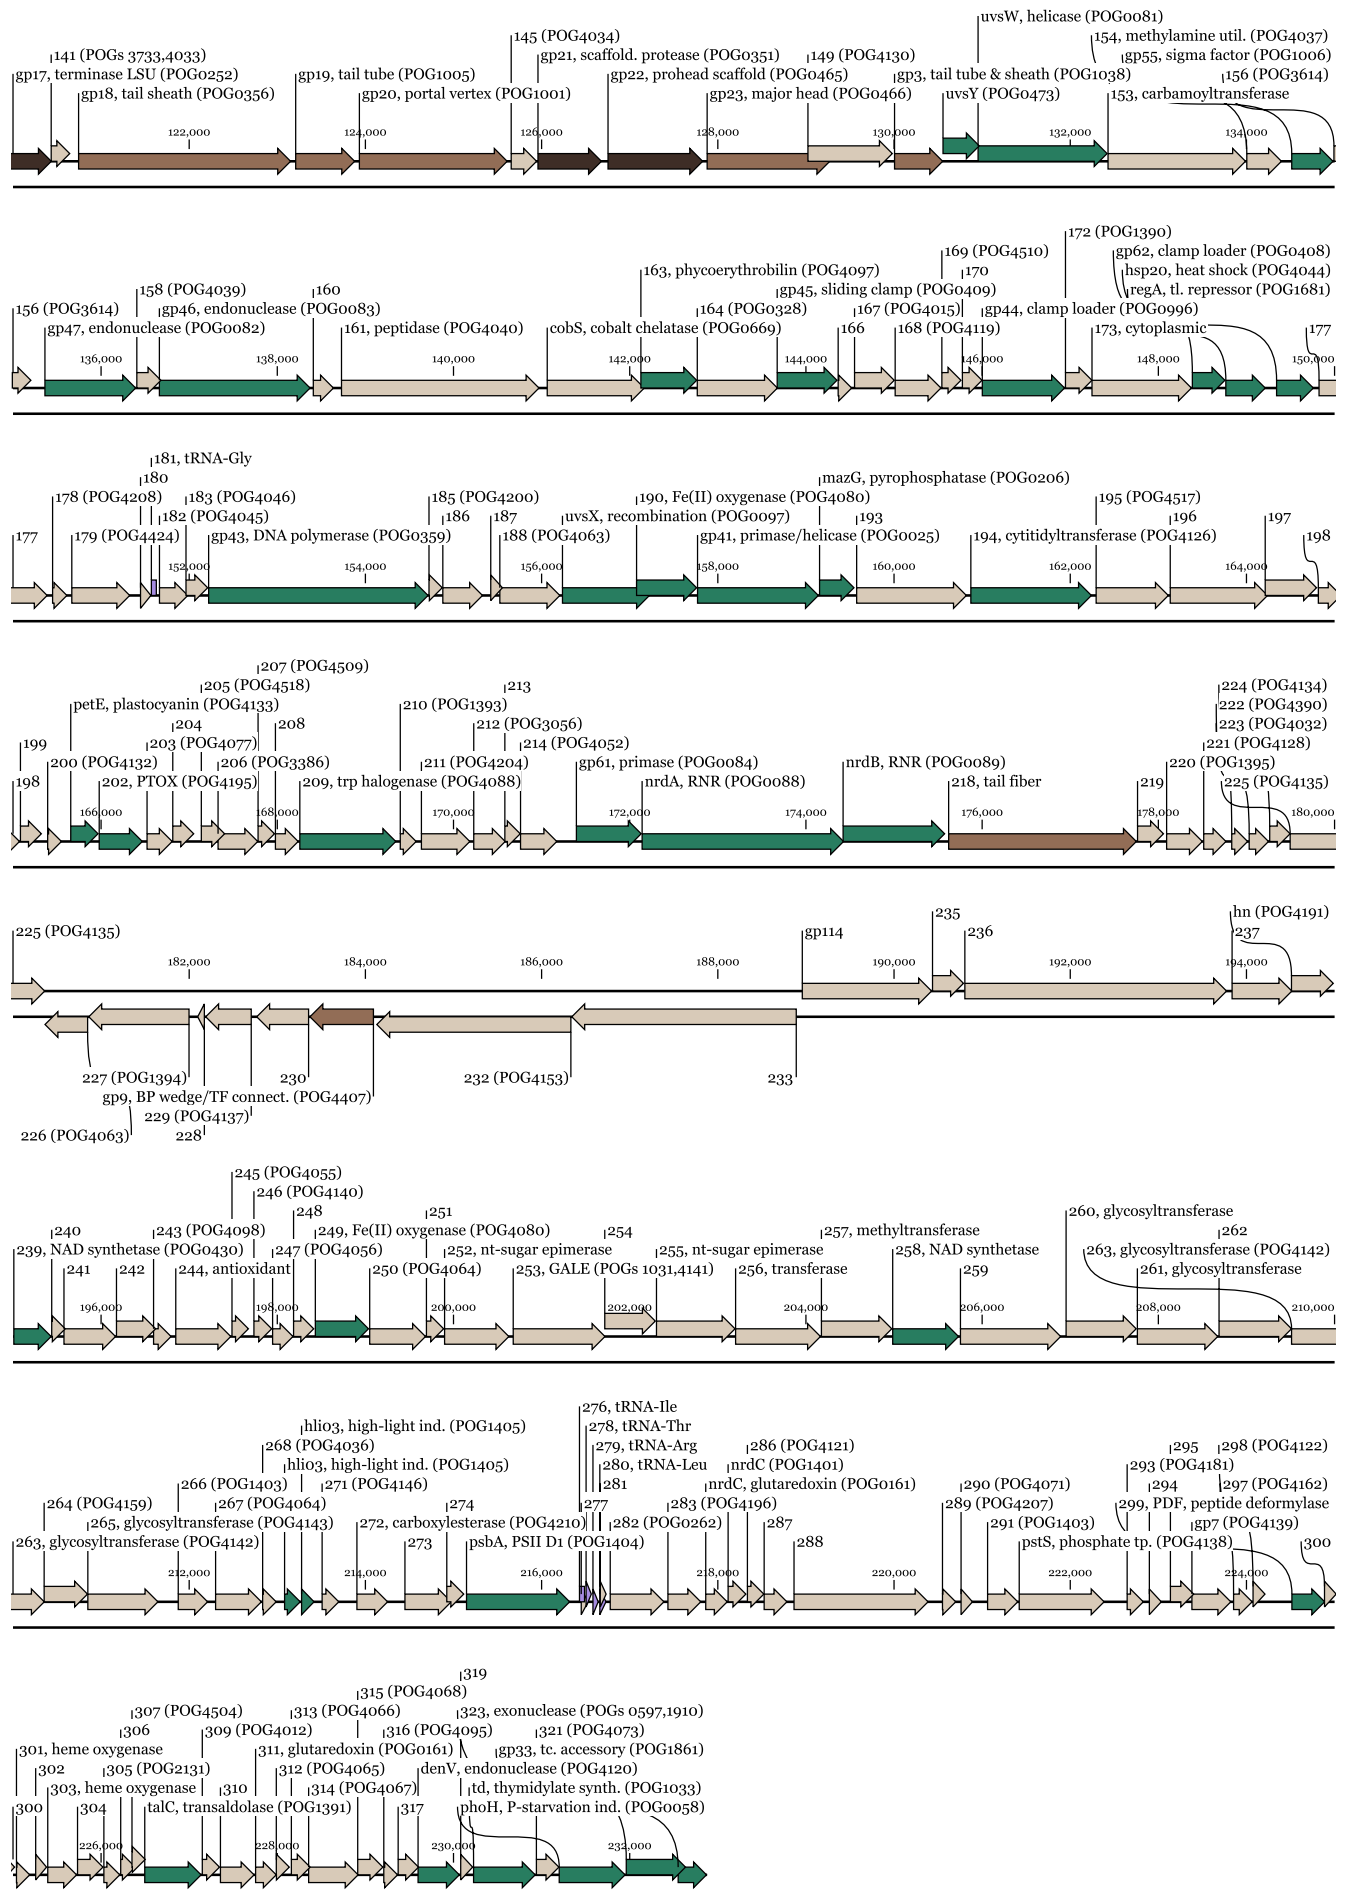 uvsW, helicase (POG0081)
145 (POG4034)
154, methylamine util. (POG4037)
141 (POGs 3733,4033)
gp21, scaffold. protease (POG0351)
149 (POG4130)
gp55, sigma factor (POG1006)
gp17, terminase LSU (POG0252)
gp19, tail tube (POG1005)
gp22, prohead scaffold (POG0465)
gp3, tail tube & sheath (POG1038)
156 (POG3614)
gp18, tail sheath (POG0356)
gp20, portal vertex (POG1001)
gp23, major head (POG0466)
uvsY (POG0473)
153, carbamoyltransferase
122,000
124,000
126,000
128,000
130,000
132,000
134,000
172 (POG1390)
169 (POG4510)
gp62, clamp loader (POG0408)
163, phycoerythrobilin (POG4097)
170
hsp20, heat shock (POG4044)
158 (POG4039)
160
gp45, sliding clamp (POG0409)
regA, tl. repressor (POG1681)
156 (POG3614)
gp46, endonuclease (POG0083)
164 (POG0328)
167 (POG4015)
gp44, clamp loader (POG0996)
gp47, endonuclease (POG0082)
161, peptidase (POG4040)
cobS, cobalt chelatase (POG0669)
166
168 (POG4119)
173, cytoplasmic
177
136,000
138,000
140,000
142,000
144,000
146,000
148,000
150,000
181, tRNA-Gly
180
mazG, pyrophosphatase (POG0206)
178 (POG4208)
183 (POG4046)
185 (POG4200)
187
190, Fe(II) oxygenase (POG4080)
195 (POG4517)
182 (POG4045)
186
uvsX, recombination (POG0097)
193
196
197
177
179 (POG4424)
gp43, DNA polymerase (POG0359)
188 (POG4063)
gp41, primase/helicase (POG0025)
194, cytitidyltransferase (POG4126)
198
152,000
154,000
156,000
158,000
160,000
162,000
164,000
207 (POG4509)
205 (POG4518)
213
224 (POG4134)
petE, plastocyanin (POG4133)
210 (POG1393)
222 (POG4390)
204
208
212 (POG3056)
223 (POG4032)
199
203 (POG4077)
214 (POG4052)
221 (POG4128)
200 (POG4132)
206 (POG3386)
211 (POG4204)
gp61, primase (POG0084)
nrdB, RNR (POG0089)
220 (POG1395)
198
202, PTOX (POG4195)
209, trp halogenase (POG4088)
nrdA, RNR (POG0088)
218, tail fiber
219
225 (POG4135)
166,000
168,000
170,000
172,000
174,000
176,000
178,000
180,000
235
hn (POG4191)
225 (POG4135)
gp114
236
237
182,000
184,000
186,000
188,000
190,000
192,000
194,000
227 (POG1394)
230
232 (POG4153)
233
gp9, BP wedge/TF connect. (POG4407)
229 (POG4137)
226 (POG4063)
228
245 (POG4055)
246 (POG4140)
248
251
260, glycosyltransferase
240
243 (POG4098)
249, Fe(II) oxygenase (POG4080)
254
257, methyltransferase
262
239, NAD synthetase (POG0430)
247 (POG4056)
252, nt-sugar epimerase
255, nt-sugar epimerase
258, NAD synthetase
263, glycosyltransferase (POG4142)
241
242
244, antioxidant
250 (POG4064)
253, GALE (POGs 1031,4141)
256, transferase
259
261, glycosyltransferase
196,000
198,000
200,000
202,000
204,000
206,000
208,000
210,000
276, tRNA-Ile
hli03, high-light ind. (POG1405)
278, tRNA-Thr
268 (POG4036)
279, tRNA-Arg
286 (POG4121)
295
298 (POG4122)
hli03, high-light ind. (POG1405)
280, tRNA-Leu
nrdC (POG1401)
293 (POG4181)
266 (POG1403)
271 (POG4146)
281
nrdC, glutaredoxin (POG0161)
290 (POG4071)
294
297 (POG4162)
264 (POG4159)
267 (POG4064)
274
277
283 (POG4196)
289 (POG4207)
299, PDF, peptide deformylase
265, glycosyltransferase (POG4143)
272, carboxylesterase (POG4210)
282 (POG0262)
287
291 (POG1403)
gp7 (POG4139)
263, glycosyltransferase (POG4142)
273
psbA, PSII D1 (POG1404)
288
pstS, phosphate tp. (POG4138)
300
212,000
214,000
216,000
218,000
220,000
222,000
224,000
319
315 (POG4068)
307 (POG4504)
313 (POG4066)
323, exonuclease (POGs 0597,1910)
306
309 (POG4012)
316 (POG4095)
321 (POG4073)
301, heme oxygenase
311, glutaredoxin (POG0161)
gp33, tc. accessory (POG1861)
302
305 (POG2131)
312 (POG4065)
denV, endonuclease (POG4120)
303, heme oxygenase
310
314 (POG4067)
td, thymidylate synth. (POG1033)
300
304
talC, transaldolase (POG1391)
317
phoH, P-starvation ind. (POG0058)
226,000
228,000
230,000
232,000